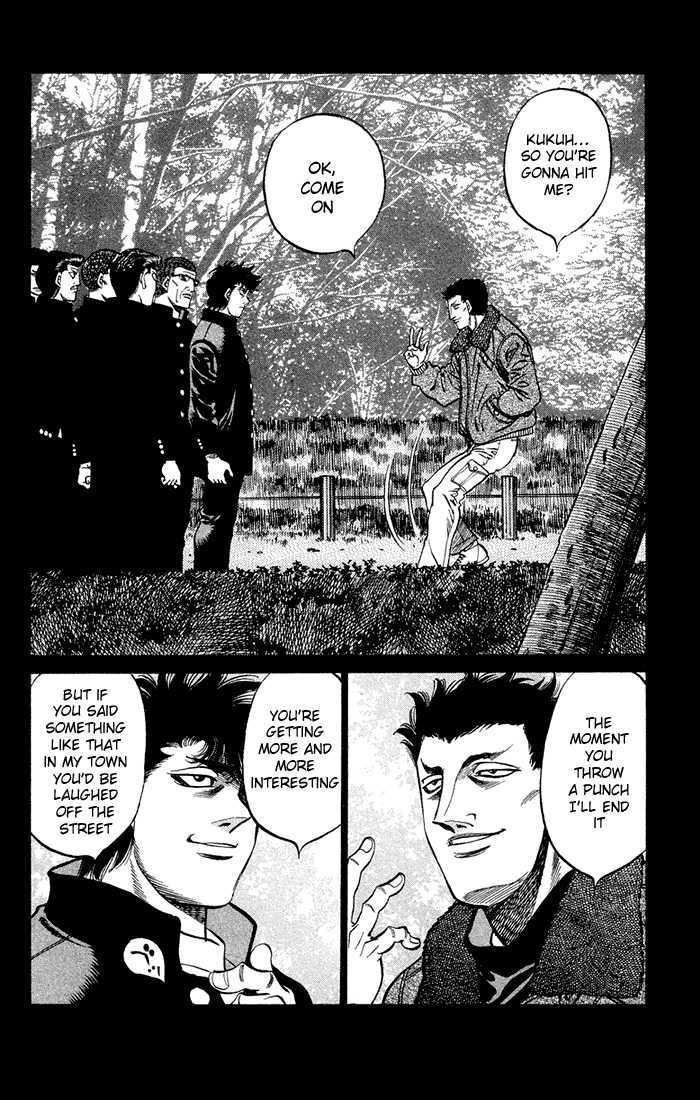 KUKUH...
SO YOU'RE
GONNA HIT
ME?
OK,
COME
ON
THE
MOMENT
YOU
THROW
A PUNCH
I'LL END
IT
YOU'RE
GETTING
MORE AND
MORE
INTERESTING
BUT IF
YOU SAID
SOMETHING
LIKE THAT
IN MY TOWN
YOU'D BE
LAUGHED
OFF THE
STREET